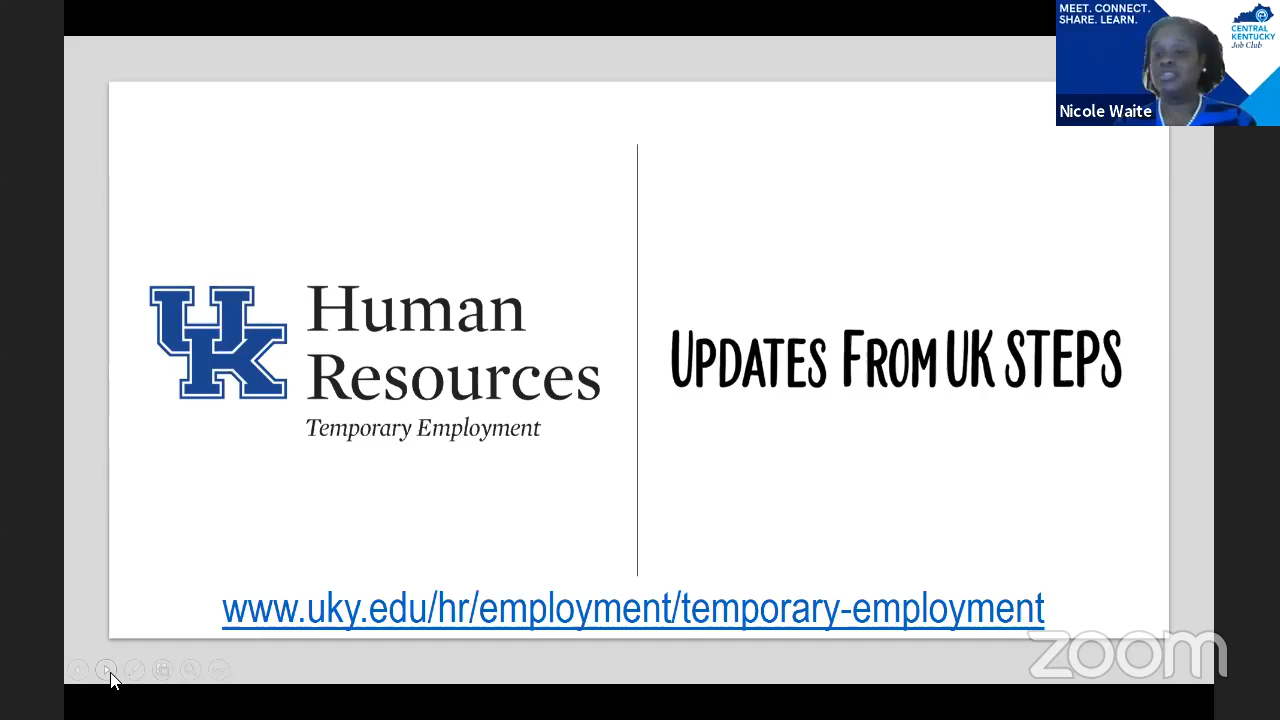 MEET. CONNECT.
SHARE. LEARN.
CENTRAL
KENTUCKY
Job Club
Nicole Waite
UK
Human
Resources
Temporary Employment
UPDATES FROM UK STEPS
www.uky.edu/hr/employment/temporary-employment
zoom